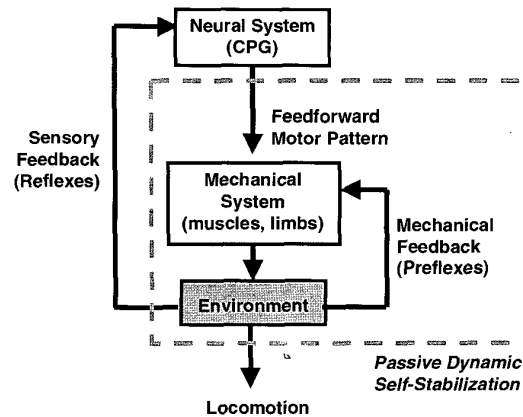 Neural System
(CPG)
Feedforward
Motor Pattern
Sensory
Feedback
(Reflexes)
Mechanical
System
(muscles, limbs)
Mechanical
Feedback
(Preflexes)
Environment
Passive Dynamic
Self-Stabilization
Locomotion